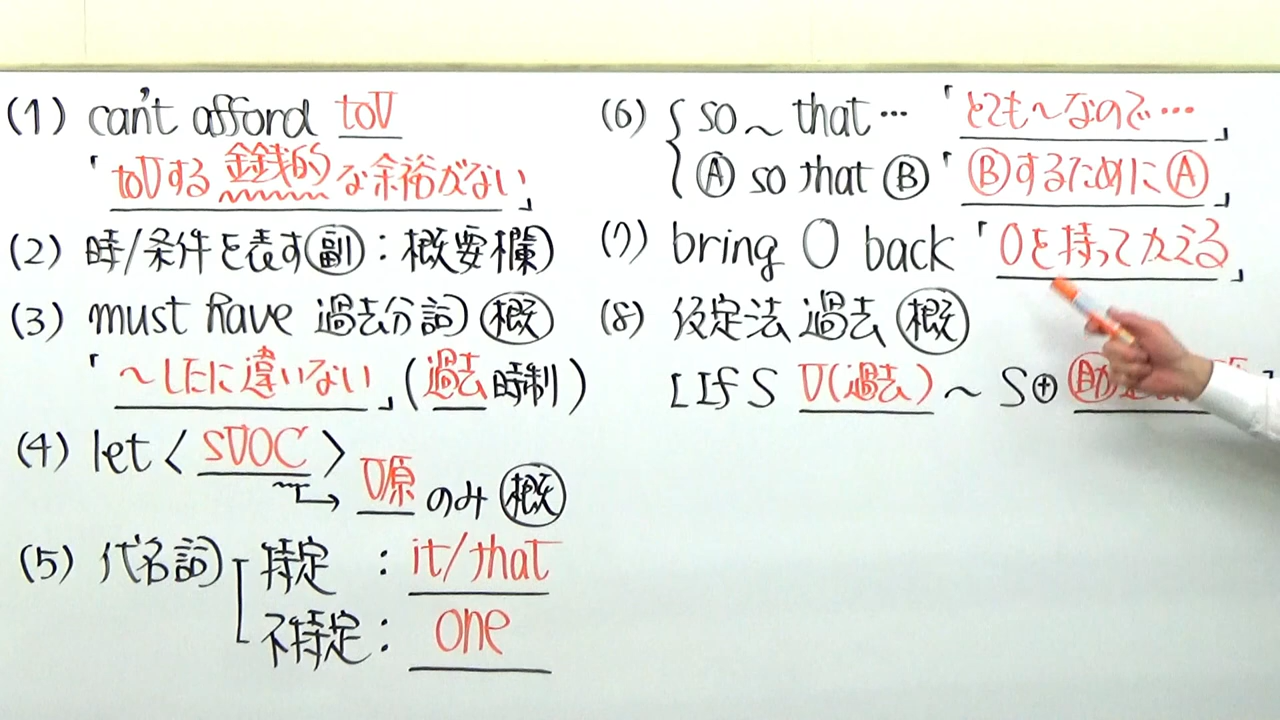 (1) can't afford toV
「toVする金銭的な余裕がない」
(2) 時/条件を表す副:概要欄
(3) must have 過去分詞 概
「〜したに違いない」(過去時制)
(4) let〈SVOC〉
V原のみ 概
(5) 代名詞 特定:it/that
不特定:one
(6) so〜that…「とても〜なので…」
Ⓐ so that Ⓑ「Ⓑするために Ⓐ」
(7) bring O back「Oを持ってかえる」
(8) 仮定法過去 概
[If S V(過去)〜 S⊕助